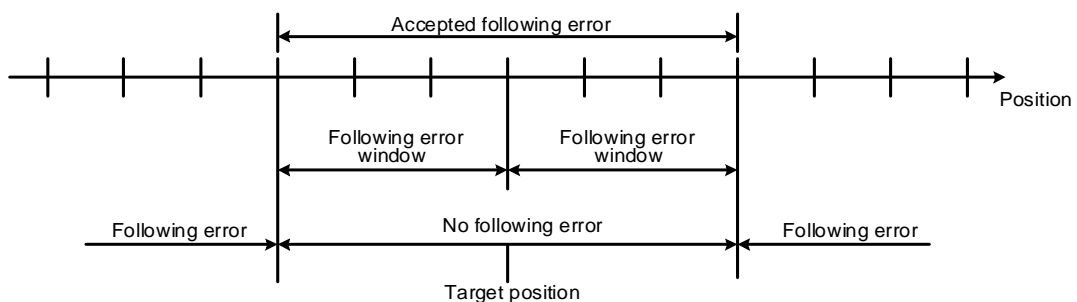 Accepted following error
Position
Following error
window
Following error
window
Following error
No following error
Following error
Target position